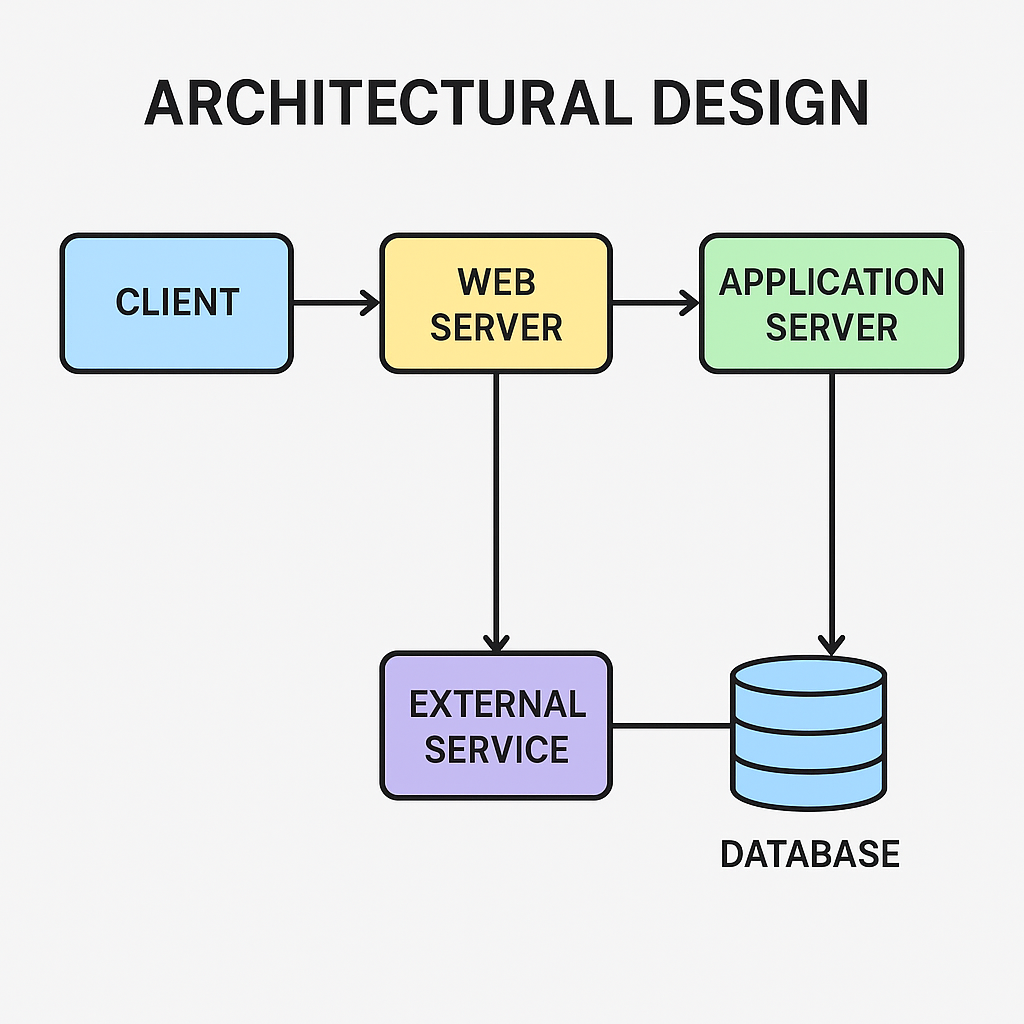 ARCHITECTURAL DESIGN
CLIENT
WEB
SERVER
APPLICATION
SERVER
EXTERNAL
SERVICE
DATABASE